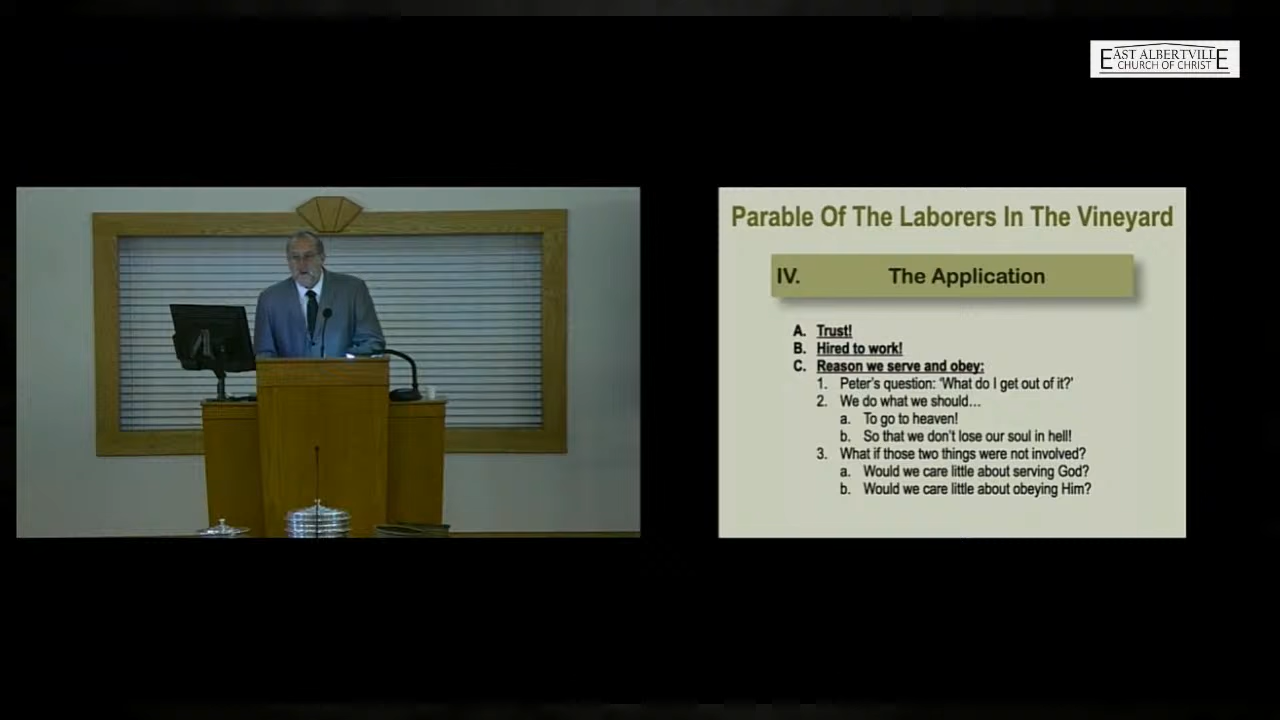 EAST ALBERTVILLE
CHURCH OF CHRIST
Parable Of The Laborers In The Vineyard
IV. The Application
A. Trust!
B. Hired to work!
C. Reason we serve and obey:
1. Peter's question: 'What do I get out of it?'
2. We do what we should…
a. To go to heaven!
b. So that we don't lose our soul in hell!
3. What if those two things were not involved?
a. Would we care little about serving God?
b. Would we care little about obeying Him?